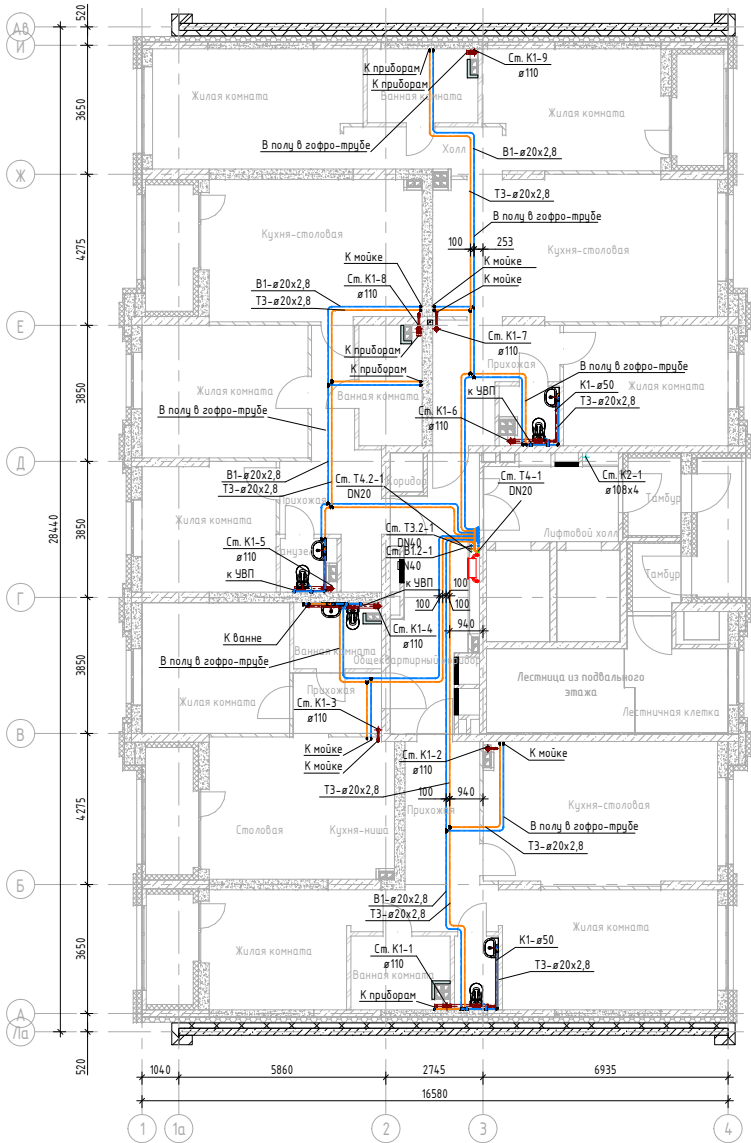 Ав
И
520
К приборам
К приборам
Ст. К1-9
ø110
Жилая комната
Ванная комната
Жилая комната
3650
В полу в гофро-трубе
Холл
В1-ø20х2,8
Ж
Т3-ø20х2,8
В полу в гофро-трубе
Кухня-столовая
100
253
Кухня-столовая
4275
К мойке
Ст. К1-8
ø110
К мойке
К мойке
В1-ø20х2,8
Т3-ø20х2,8
Е
К приборам
Ст. К1-7
ø110
К приборам
Прихожая
В полу в гофро-трубе
Жилая комната
Ванная комната
к УВП
К1-ø50
Жилая комната
Т3-ø20х2,8
3850
В полу в гофро-трубе
Ст. К1-6
ø110
Д
В1-ø20х2,8
Т3-ø20х2,8
Ст. Т4.2-1
DN20
Коридор
Ст. Т4-1
DN20
Ст. К2-1
ø108х4
Тамбур
28440
3850
Жилая комната
Прихожая
Ст. Т3.2-1
DN40
Лифтовой холл
Ст. К1-5
ø110
Санузел
Ст. В1.2-1
DN40
Тамбур
к УВП
к УВП
100
Г
100
100
К ванне
Ст. К1-4
ø110
940
В полу в гофро-трубе
Ванная комната
Общеквартирный коридор
Лестница из подвального
этажа
3850
Жилая комната
Прихожая
Ст. К1-3
ø110
Лестничная клетка
В
К мойке
К мойке
Ст. К1-2
ø110
К мойке
Т3-ø20х2,8
100
940
Прихожая
Кухня-столовая
4275
Столовая
Кухня-ниша
В полу в гофро-трубе
Т3-ø20х2,8
Б
В1-ø20х2,8
Т3-ø20х2,8
Жилая комната
3650
Жилая комната
Ст. К1-1
ø110
К1-ø50
Т3-ø20х2,8
Ванная комната
К приборам
А
Па
520
1040
5860
2745
6935
16580
1
1а
2
3
4